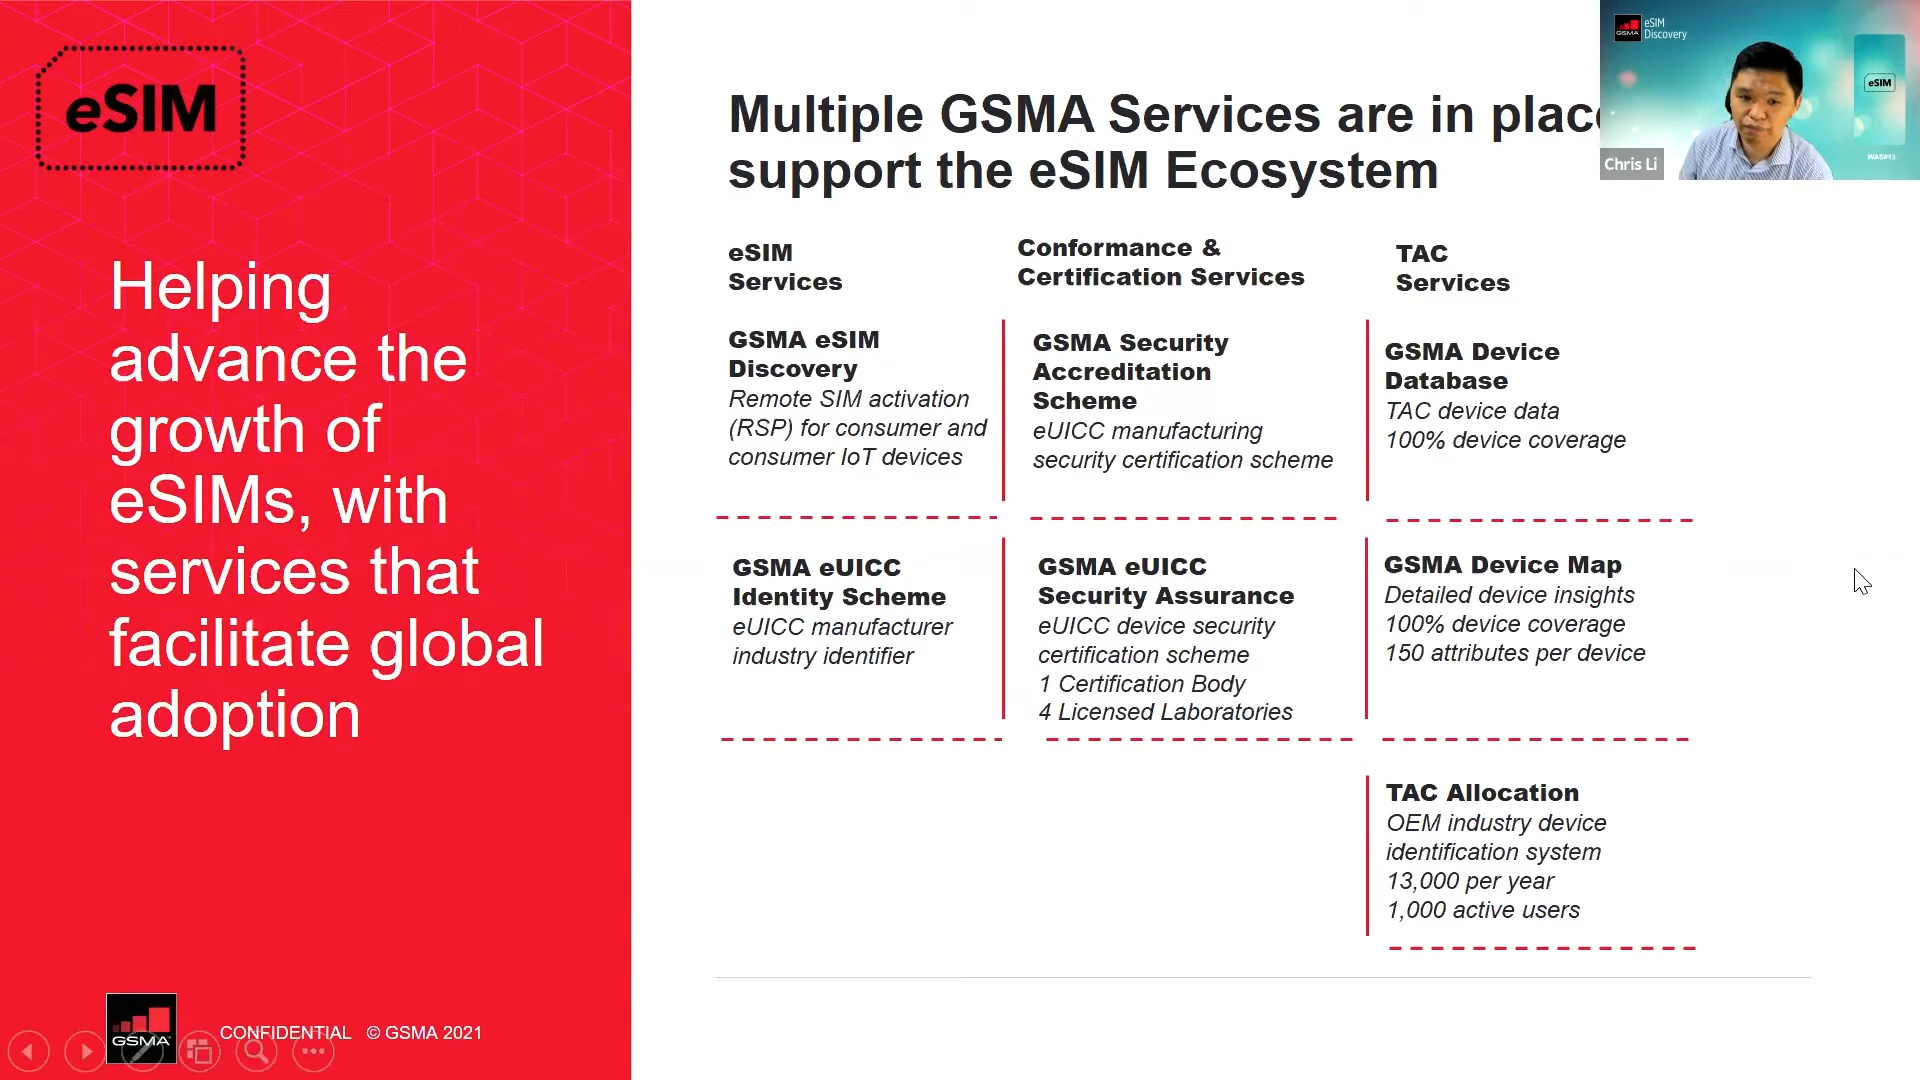 eSIM
Helping
advance the
growth of
eSIMs, with
services that
facilitate global
adoption
GSMA
CONFIDENTIAL © GSMA 2021
Multiple GSMA Services are in place
support the eSIM Ecosystem
eSIM
Services
GSMA eSIM
Discovery
Remote SIM activation
(RSP) for consumer and
consumer IoT devices
GSMA eUICC
Identity Scheme
eUICC manufacturer
industry identifier
Conformance &
Certification Services
GSMA Security
Accreditation
Scheme
eUICC manufacturing
security certification scheme
GSMA eUICC
Security Assurance
eUICC device security
certification scheme
1 Certification Body
4 Licensed Laboratories
TAC
Services
GSMA Device
Database
TAC device data
100% device coverage
GSMA Device Map
Detailed device insights
100% device coverage
150 attributes per device
TAC Allocation
OEM industry device
identification system
13,000 per year
1,000 active users
GSMA
eSIM
Discovery
eSIM
WAS#13
Chris Li